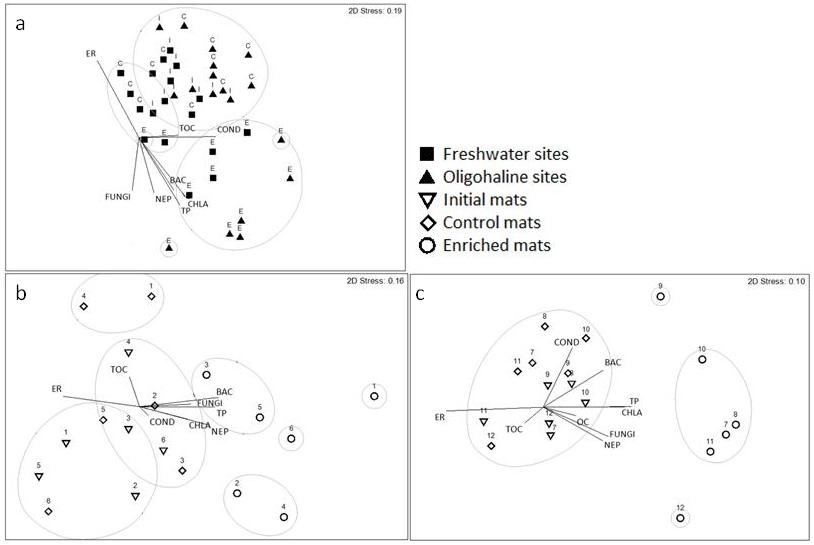 a
2D Stress: 0.19
I C
C C
I
C I C
C C I
I C C
C I I I I
C I C
ER
E E TOC COND E E
E
BAC E E
FUNGI NEP E CHLA
TP
E
E E
E
Freshwater sites
Oligohaline sites
Initial mats
Control mats
Enriched mats
b
2D Stress: 0.16
4 1
4
TOC
3
ER 2 BAC
FUNGI
TP
1
5 3 COND CHLA NEP 5
1 6 6
5 3
2 2
6 4
c
2D Stress: 0.10
9
8
10
COND
11 7 9 BAC
10
9 8
10 TP
ER CHLA
11 TOC 12 OC
7 FUNGI
12 NEP
7 8
11
12